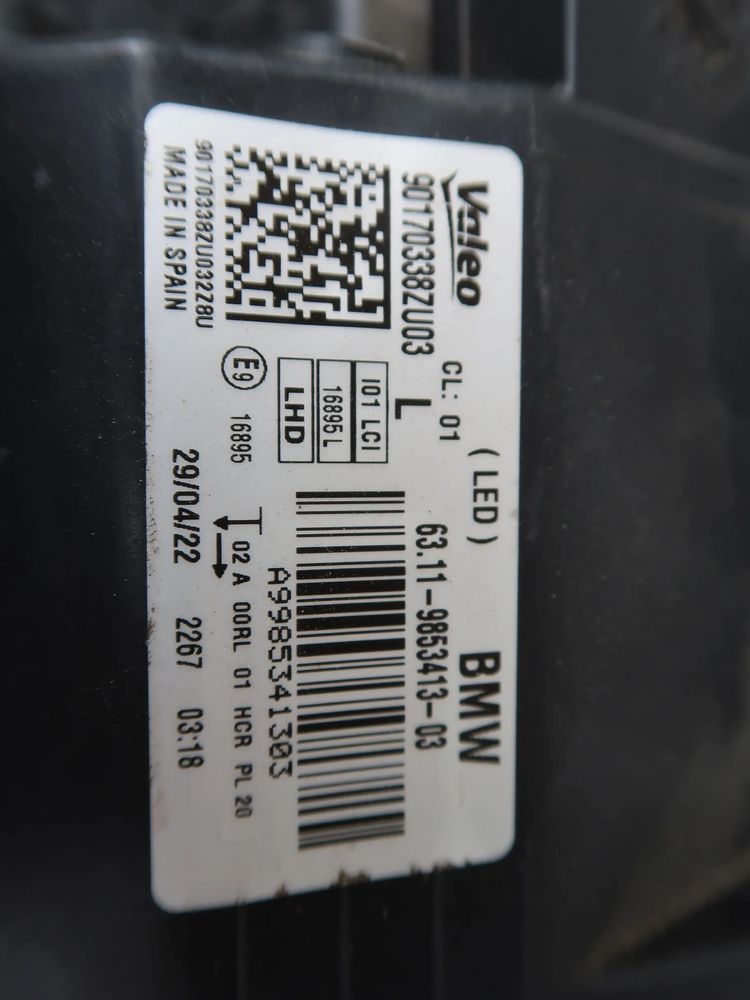 Valeo
(LED)
BMW
CL: 01
90170338ZU03
L
63.11-9853413-03
I01 LCI
16895L
LHD
A9985341303
E9
16895
02 A 00RL 01 HCR PL 20
90170338ZU03228U
MADE IN SPAIN
29/04/22 2267 03:18